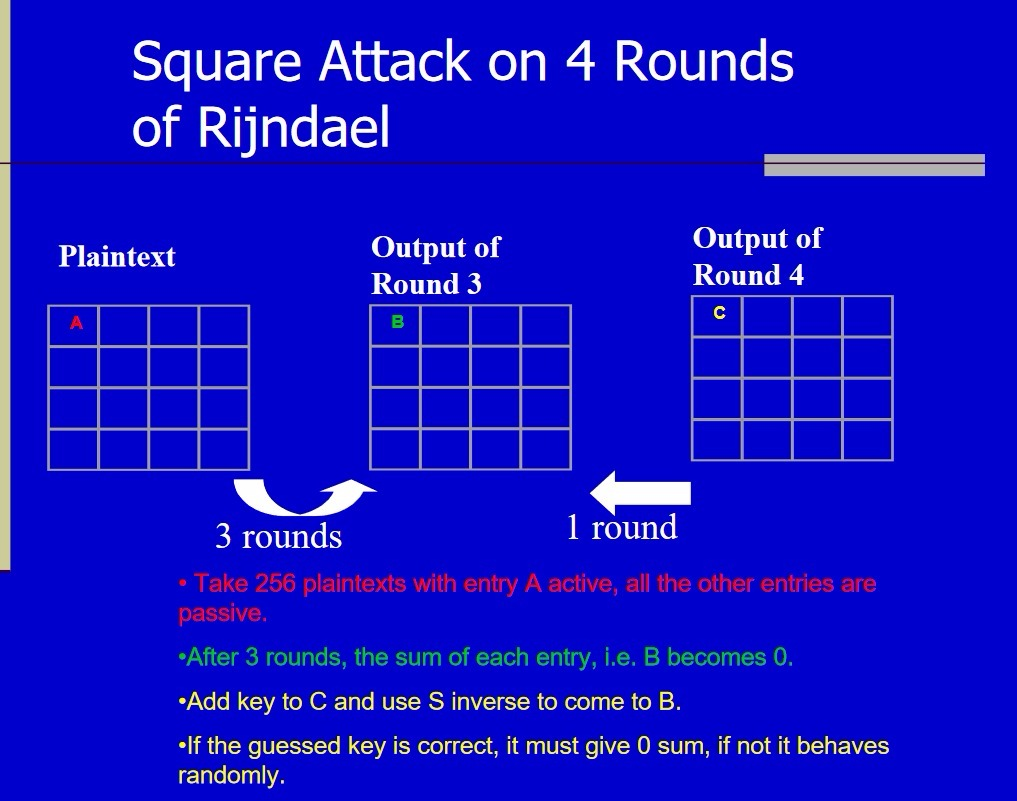 Square Attack on 4 Rounds
of Rijndael
Plaintext
Output of
Round 3
Output of
Round 4
A
B
C
3 rounds
1 round
• Take 256 plaintexts with entry A active, all the other entries are
passive.
•After 3 rounds, the sum of each entry, i.e. B becomes 0.
•Add key to C and use S inverse to come to B.
•If the guessed key is correct, it must give 0 sum, if not it behaves
randomly.